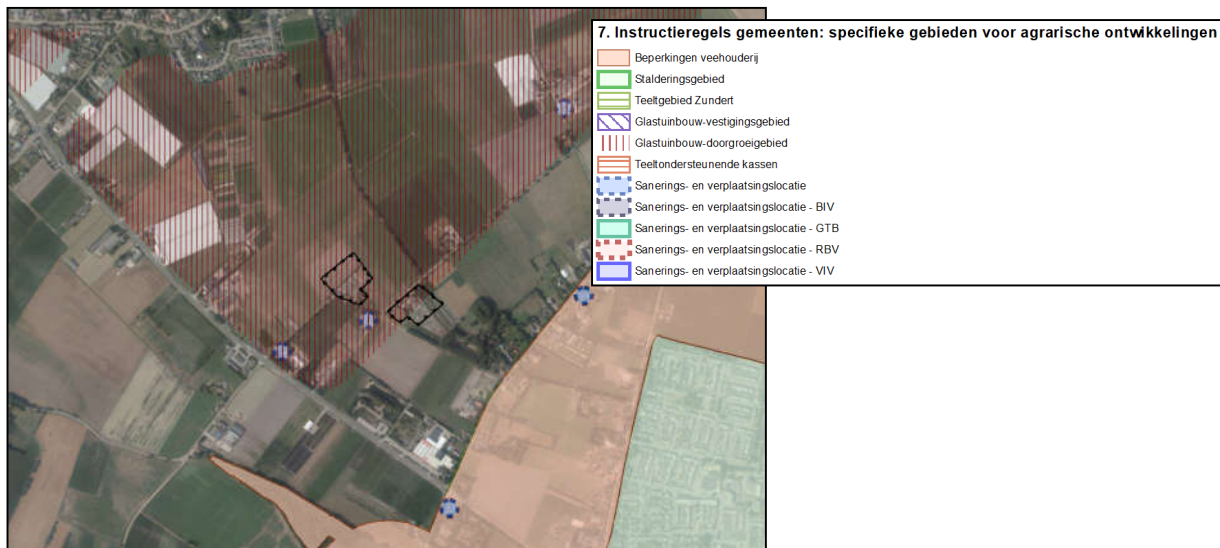 7. Instructieregels gemeenten: specifieke gebieden voor agrarische ontwikkelingen
Beperkingen veehouderij
Stalderingsgebied
Teeltgebied Zundert
Glastuinbouw-vestigingsgebied
Glastuinbouw-doorgroeigebied
Teeltondersteunende kassen
Sanerings- en verplaatsingslocatie
Sanerings- en verplaatsingslocatie - BIV
Sanerings- en verplaatsingslocatie - GTB
Sanerings- en verplaatsingslocatie - RBV
Sanerings- en verplaatsingslocatie - VIV